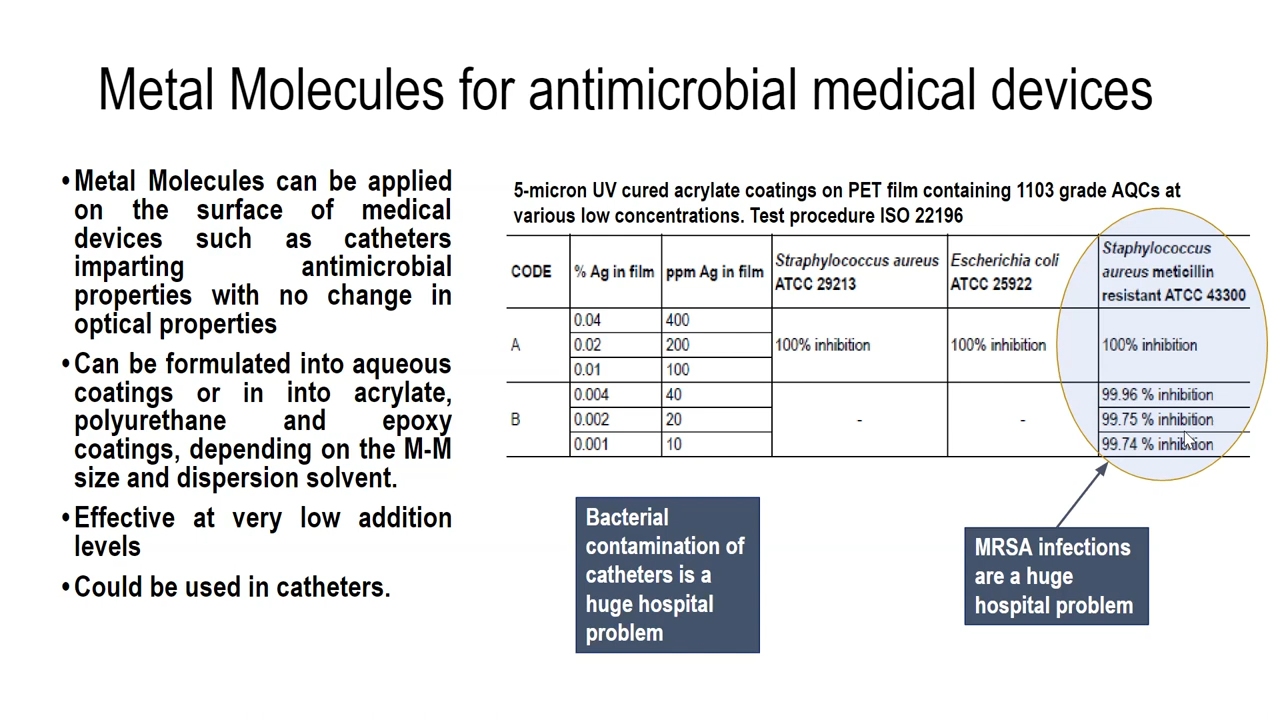 Metal Molecules for antimicrobial medical devices
•Metal Molecules can be applied
on the surface of medical
devices such as catheters
imparting antimicrobial
properties with no change in
optical properties
•Can be formulated into aqueous
coatings or in into acrylate,
polyurethane and epoxy
coatings, depending on the M-M
size and dispersion solvent.
•Effective at very low addition
levels
•Could be used in catheters.
5-micron UV cured acrylate coatings on PET film containing 1103 grade AQCs at
various low concentrations. Test procedure ISO 22196
CODE
% Ag in film
ppm Ag in film
Straphylococcus aureus
ATCC 29213
Escherichia coli
ATCC 25922
Staphylococcus
aureus meticillin
resistant ATCC 43300
A
0.04 400
0.02 200
0.01 100
100% inhibition
100% inhibition
100% inhibition
B
0.004 40
0.002 20
0.001 10
-
-
99.96 % inhibition
99.75 % inhibition
99.74 % inhibition
Bacterial
contamination of
catheters is a
huge hospital
problem
MRSA infections
are a huge
hospital problem